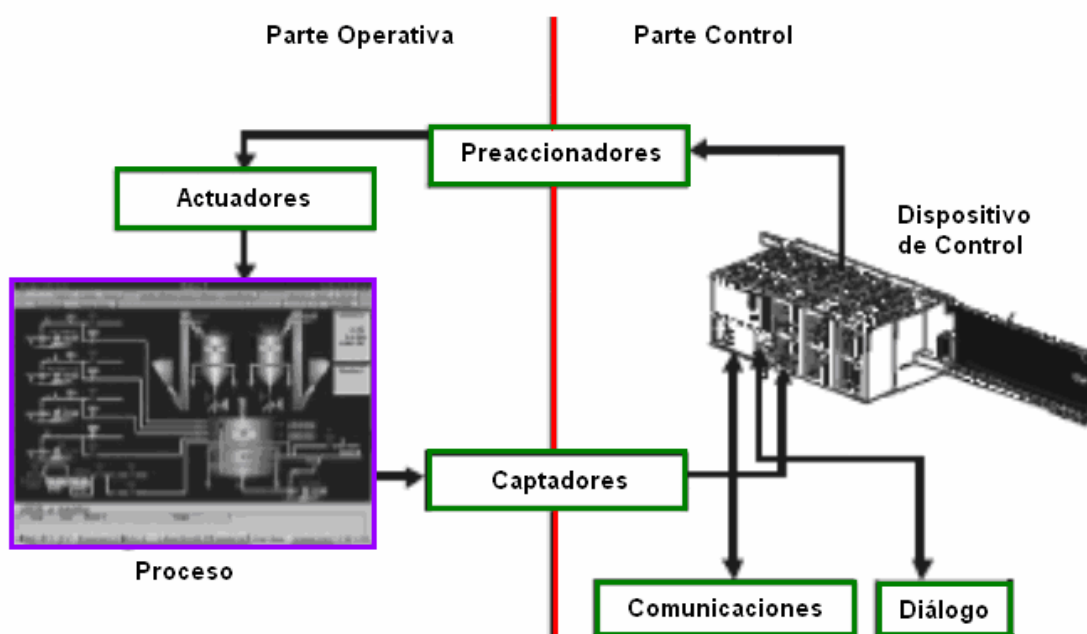 Parte Operativa
Parte Control
Preaccionadores
Actuadores
Dispositivo
de Control
Captadores
Proceso
Comunicaciones
Diálogo